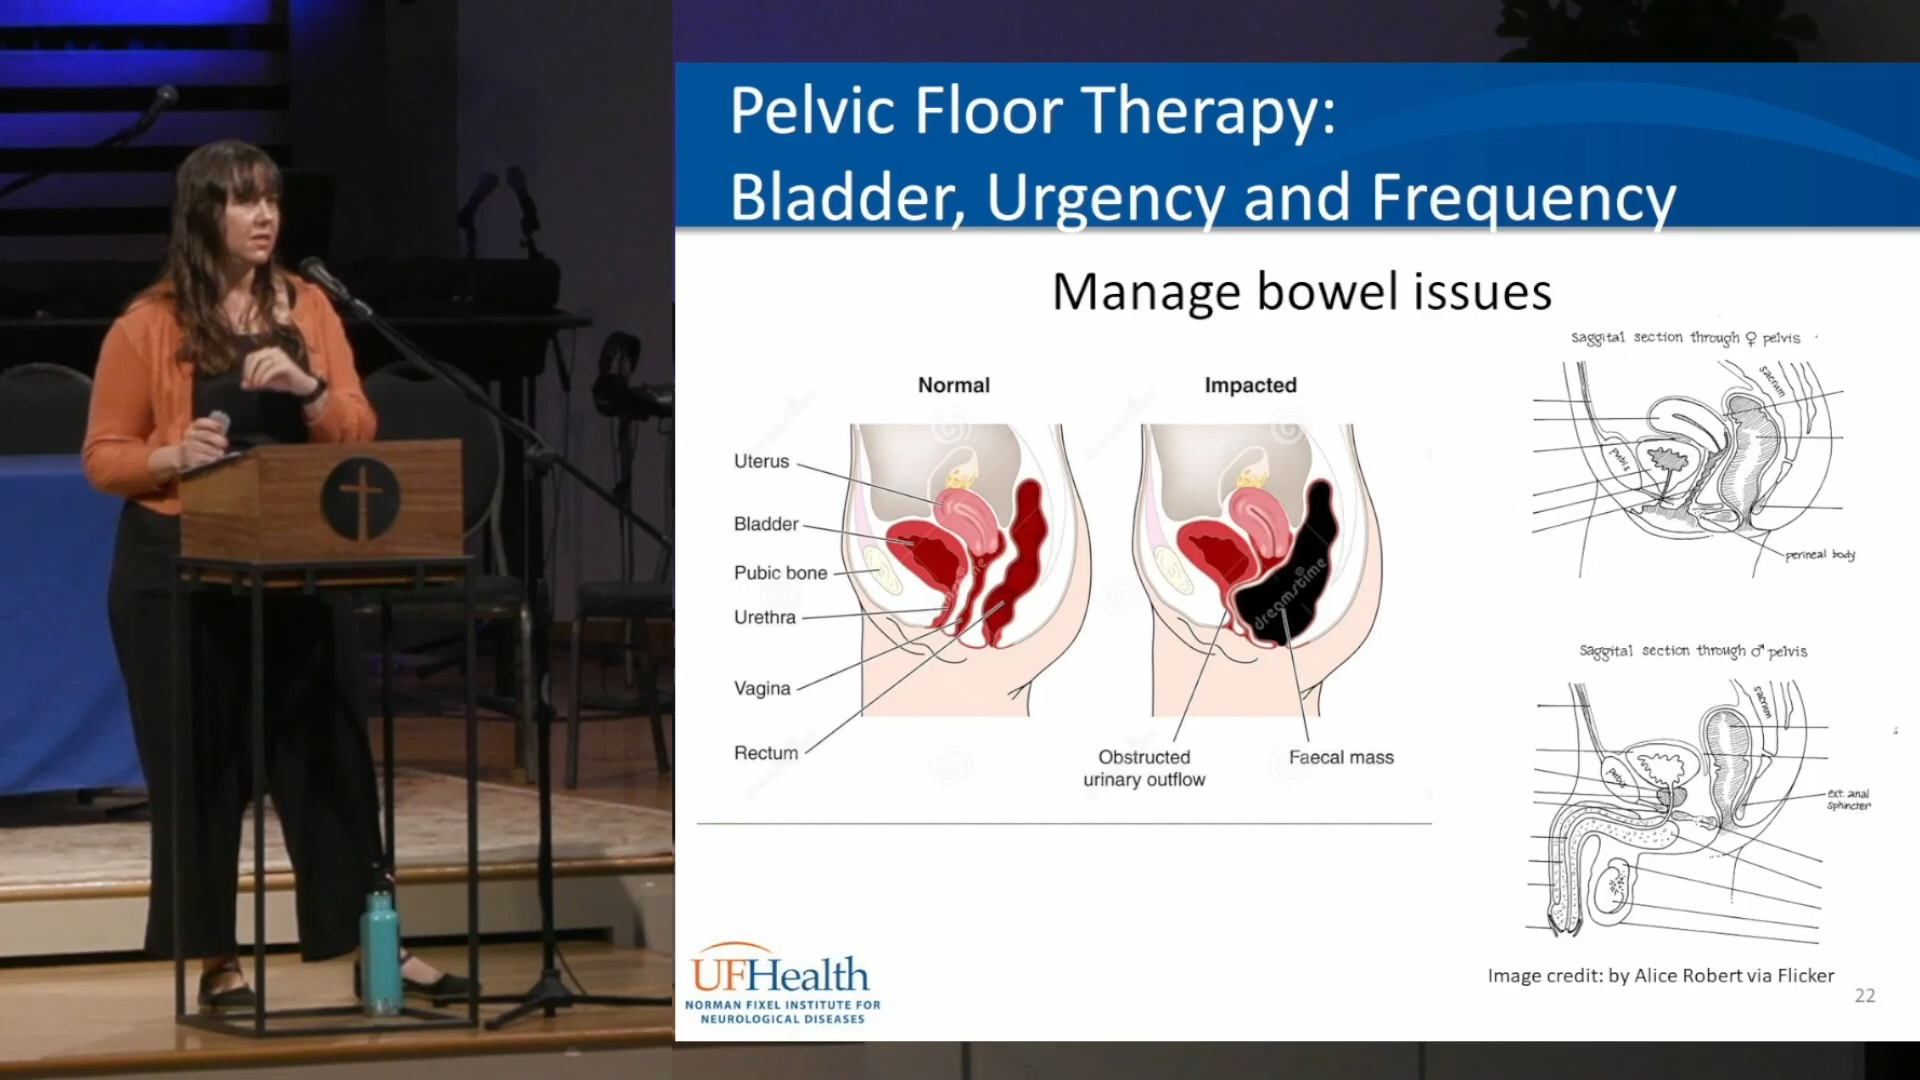 Pelvic Floor Therapy:
Bladder, Urgency and Frequency
Manage bowel issues
Normal
Impacted
Uterus
Bladder
Pubic bone
Urethra
Vagina
Rectum
Obstructed
urinary outflow
Faecal mass
dreamstime
Saggital section through ♀ pelvis
sacrum
pubis
perineal body
Saggital section through ♂ pelvis
sacrum
pubis
ext. anal
sphincter
Image credit: by Alice Robert via Flicker
22
UFHealth
NORMAN FIXEL INSTITUTE FOR
NEUROLOGICAL DISEASES